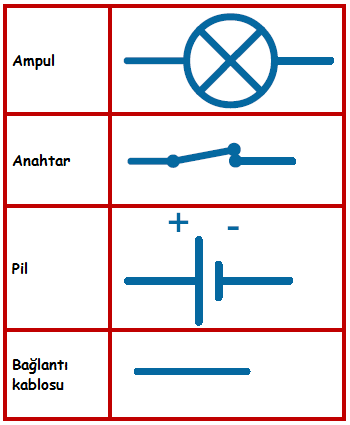 Ampul
Anahtar
+ -
Pil
Bağlantı
kablosu